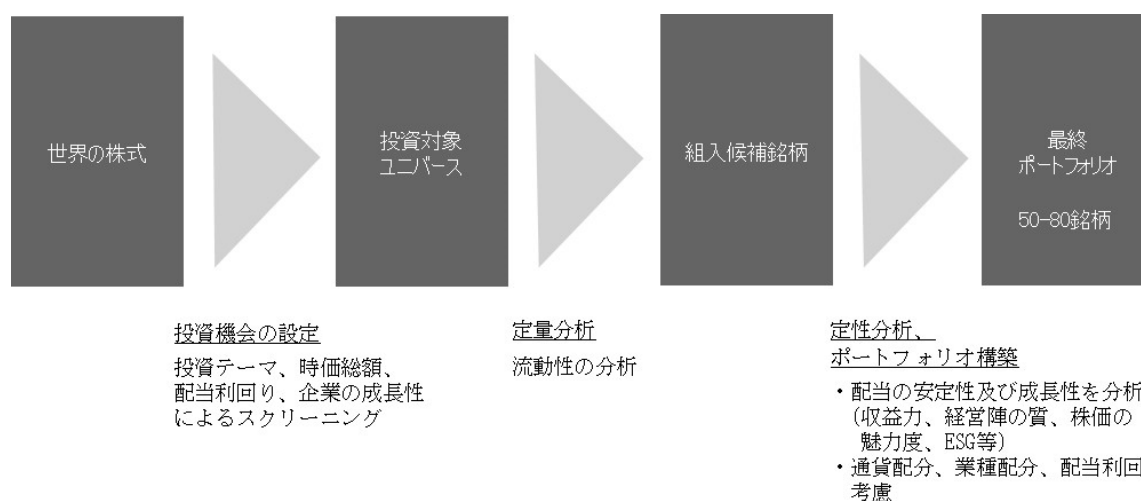 世界の株式
投資対象
ユニバース
組入候補銘柄
最終
ポートフォリオ
50-80銘柄
投資機会の設定
投資テーマ、時価総額、
配当利回り、企業の成長性
によるスクリーニング
定量分析
流動性の分析
定性分析、
ポートフォリオ構築
・配当の安定性及び成長性を分析
(収益力、経営陣の質、株価の
魅力度、ESG等)
・通貨配分、業種配分、配当利回
考慮